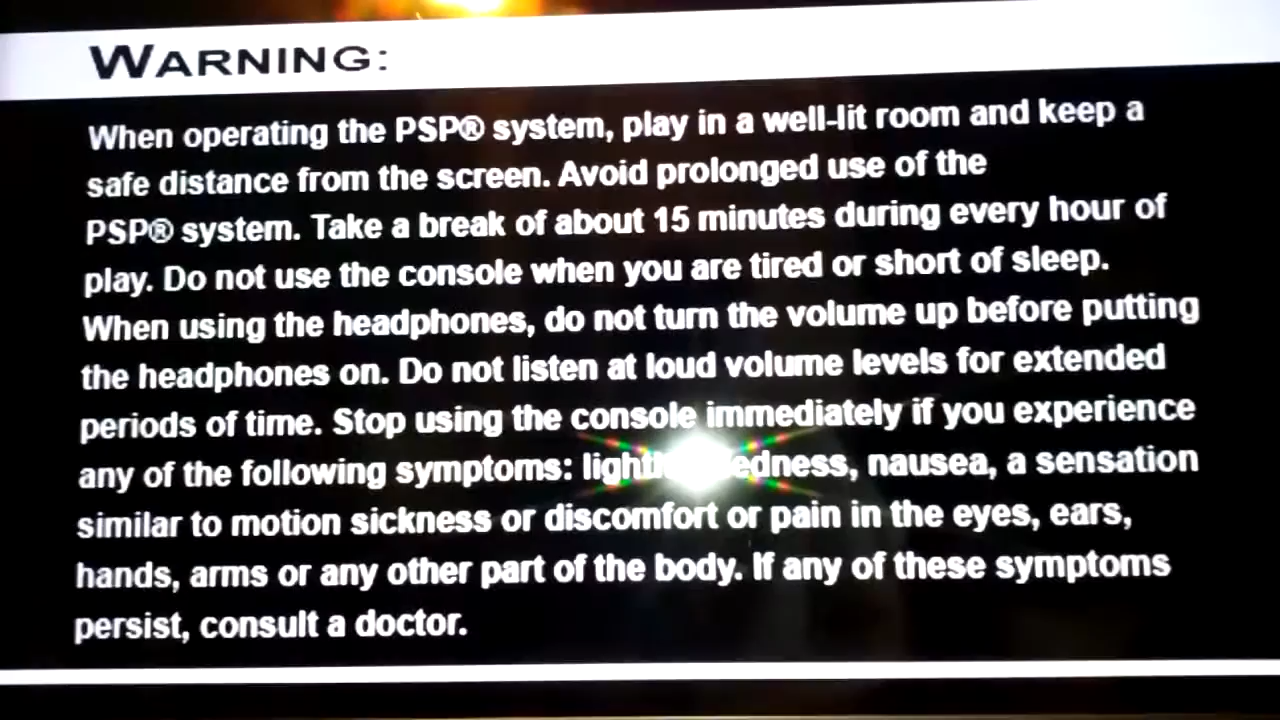 WARNING:
When operating the PSP® system, play in a well-lit room and keep a
safe distance from the screen. Avoid prolonged use of the
PSP® system. Take a break of about 15 minutes during every hour of
play. Do not use the console when you are tired or short of sleep.
When using the headphones, do not turn the volume up before putting
the headphones on. Do not listen at loud volume levels for extended
periods of time. Stop using the console immediately if you experience
any of the following symptoms: nausea, a sensation
similar to motion sickness or discomfort or pain in the eyes, ears,
hands, arms or any other part of the body. If any of these symptoms
persist, consult a doctor.